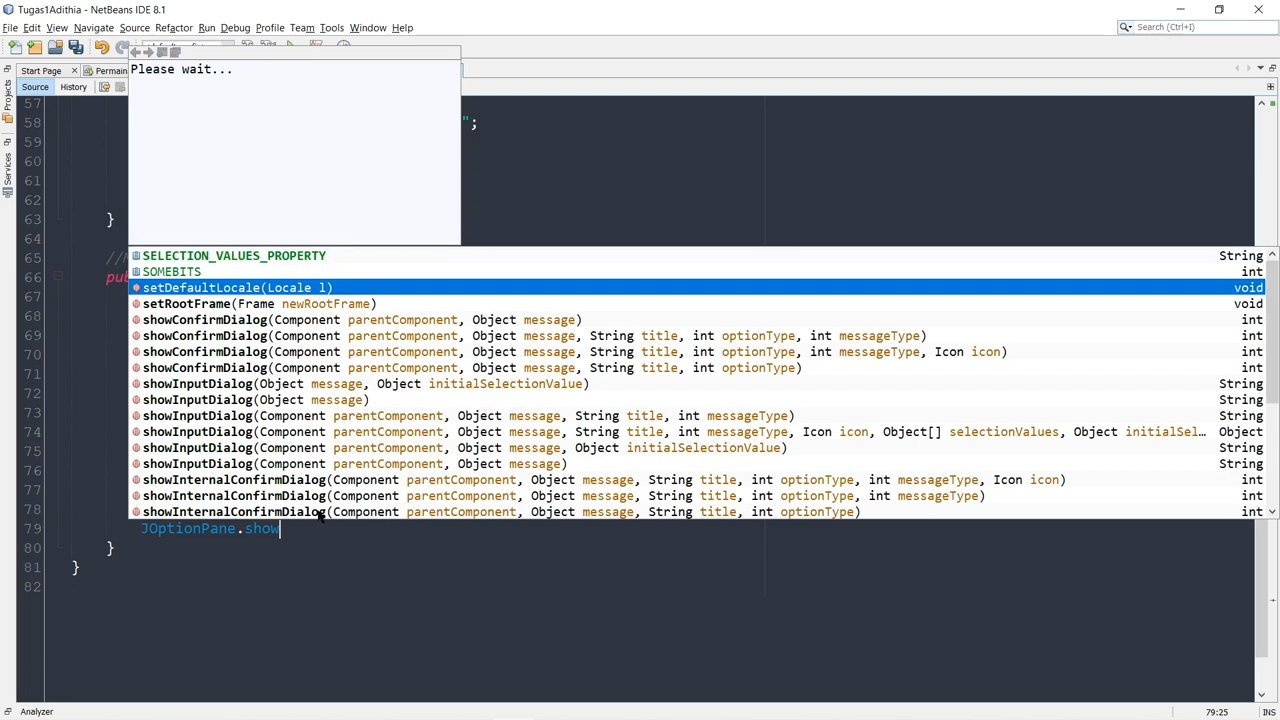 Tugas1Adithia - NetBeans IDE 8.1
File Edit View Navigate Source Refactor Run Debug Profile Team Tools Window Help
Search (Ctrl+I)
Start Page
Permain
Source History
Projects
Services
Please wait...
57
58 ";
59
60
61
62
63 }
64
65 //
66 pu
67
68
69
70
71
72
73
74
75
76
77
78
79 JOptionPane.show
80 }
81 }
82
SELECTION_VALUES_PROPERTY String
SOMEBITS int
setDefaultLocale(Locale l) void
setRootFrame(Frame newRootFrame) void
showConfirmDialog(Component parentComponent, Object message) int
showConfirmDialog(Component parentComponent, Object message, String title, int optionType, int messageType) int
showConfirmDialog(Component parentComponent, Object message, String title, int optionType, int messageType, Icon icon) int
showConfirmDialog(Component parentComponent, Object message, String title, int optionType) int
showInputDialog(Object message, Object initialSelectionValue) String
showInputDialog(Object message) String
showInputDialog(Component parentComponent, Object message, String title, int messageType) String
showInputDialog(Component parentComponent, Object message, String title, int messageType, Icon icon, Object[] selectionValues, Object initialSel... Object
showInputDialog(Component parentComponent, Object message, Object initialSelectionValue) String
showInputDialog(Component parentComponent, Object message) String
showInternalConfirmDialog(Component parentComponent, Object message, String title, int optionType, int messageType, Icon icon) int
showInternalConfirmDialog(Component parentComponent, Object message, String title, int optionType, int messageType) int
showInternalConfirmDialog(Component parentComponent, Object message, String title, int optionType) int
Analyzer
79:25 INS